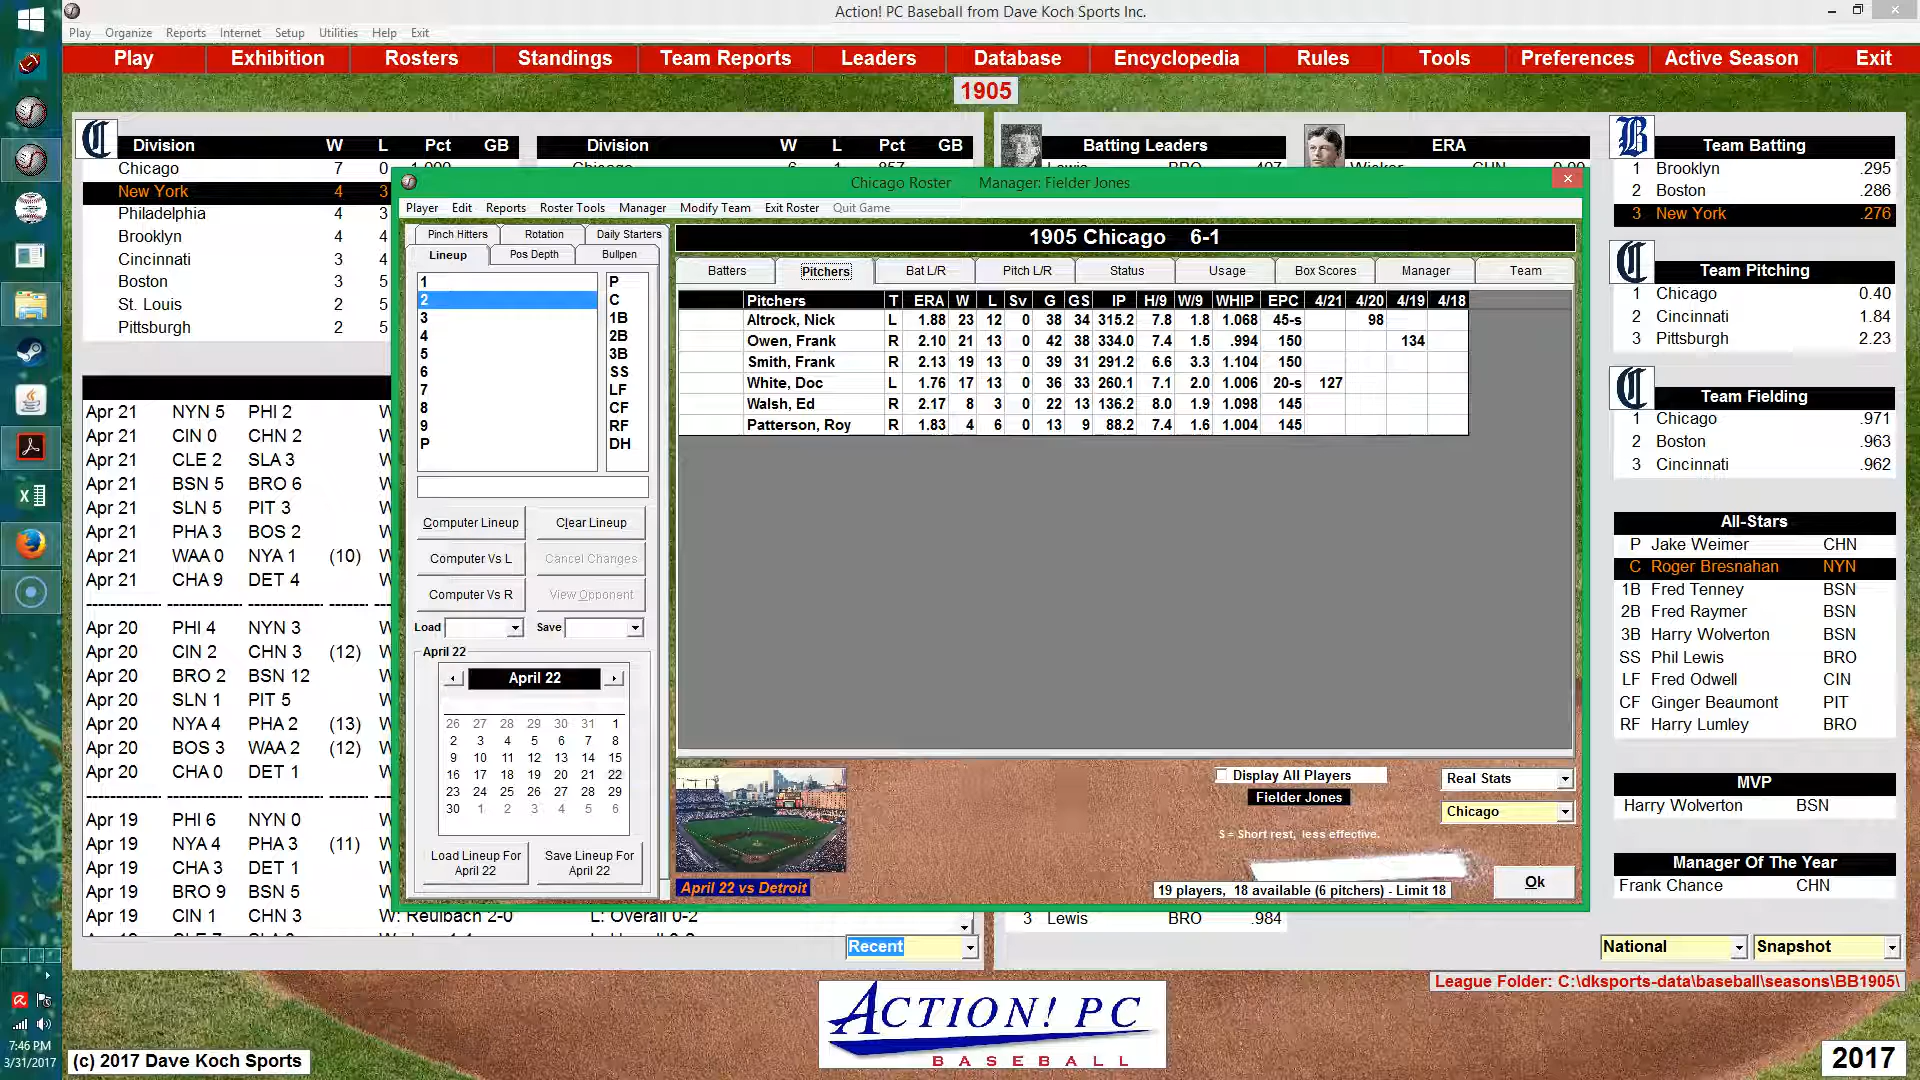 Action! PC Baseball from Dave Koch Sports Inc.
Play Organize Reports Internet Setup Utilities Help Exit
Play Exhibition Rosters Standings Team Reports Leaders Database Encyclopedia Rules Tools Preferences Active Season Exit
1905
Division W L Pct GB
Chicago 7 0 1.000
New York 4 3
Philadelphia 4 3
Brooklyn 4 4
Cincinnati 3 4
Boston 3 5
St. Louis 2 5
Pittsburgh 2 5
Division W L Pct GB
Chicago 6 1 .857
Batting Leaders
Lewis BRO .407
ERA
Wicker CHN 0.00
Team Batting
1 Brooklyn .295
2 Boston .286
3 New York .276
Team Pitching
1 Chicago 0.40
2 Cincinnati 1.84
3 Pittsburgh 2.23
Team Fielding
1 Chicago .971
2 Boston .963
3 Cincinnati .962
All-Stars
P Jake Weimer CHN
C Roger Bresnahan NYN
1B Fred Tenney BSN
2B Fred Raymer BSN
3B Harry Wolverton BSN
SS Phil Lewis BRO
LF Fred Odwell CIN
CF Ginger Beaumont PIT
RF Harry Lumley BRO
MVP
Harry Wolverton BSN
Manager Of The Year
Frank Chance CHN
National Snapshot
League Folder: C:\dksports-data\baseball\seasons\BB1905\
Apr 21 NYN 5 PHI 2
Apr 21 CIN 0 CHN 2
Apr 21 CLE 2 SLA 3
Apr 21 BSN 5 BRO 6
Apr 21 SLN 5 PIT 3
Apr 21 PHA 3 BOS 2
Apr 21 WAA 0 NYA 1 (10)
Apr 21 CHA 9 DET 4
Apr 20 PHI 4 NYN 3
Apr 20 CIN 2 CHN 3 (12)
Apr 20 BRO 2 BSN 12
Apr 20 SLN 1 PIT 5
Apr 20 NYA 4 PHA 2 (13)
Apr 20 BOS 3 WAA 2 (12)
Apr 20 CHA 0 DET 1
Apr 19 PHI 6 NYN 0
Apr 19 NYA 4 PHA 3 (11)
Apr 19 CHA 3 DET 1
Apr 19 BRO 9 BSN 5
Apr 19 CIN 1 CHN 3 W: Reulbach 2-0 L: Overall 0-2
3 Lewis BRO .984
Recent
Chicago Roster Manager: Fielder Jones
Player Edit Reports Roster Tools Manager Modify Team Exit Roster Quit Game
Pinch Hitters Rotation Daily Starters
Lineup Pos Depth Bullpen
1 P
2 C
3 1B
4 2B
5 3B
6 SS
7 LF
8 CF
9 RF
P DH
Computer Lineup Clear Lineup
Computer Vs L Cancel Changes
Computer Vs R View Opponent
Load Save
April 22
April 22
26 27 28 29 30 31 1
2 3 4 5 6 7 8
9 10 11 12 13 14 15
16 17 18 19 20 21 22
23 24 25 26 27 28 29
30 1 2 3 4 5 6
Load Lineup For April 22
Save Lineup For April 22
1905 Chicago 6-1
Batters Pitchers Bat L/R Pitch L/R Status Usage Box Scores Manager Team
Pitchers T ERA W L Sv G GS IP H/9 W/9 WHIP EPC 4/21 4/20 4/19 4/18
Altrock, Nick L 1.88 23 12 0 38 34 315.2 7.8 1.8 1.068 45-s 98
Owen, Frank R 2.10 21 13 0 42 38 334.0 7.4 1.5 .994 150 134
Smith, Frank R 2.13 19 13 0 39 31 291.2 6.6 3.3 1.104 150
White, Doc L 1.76 17 13 0 36 33 260.1 7.1 2.0 1.006 20-s 127
Walsh, Ed R 2.17 8 3 0 22 13 136.2 8.0 1.9 1.098 145
Patterson, Roy R 1.83 4 6 0 13 9 88.2 7.4 1.6 1.004 145
Display All Players Real Stats
Fielder Jones
Chicago
S = Short rest, less effective.
April 22 vs Detroit
19 players, 18 available (6 pitchers) - Limit 18
Ok
ACTION! PC
BASEBALL
7:46 PM
3/31/2017
(c) 2017 Dave Koch Sports
2017